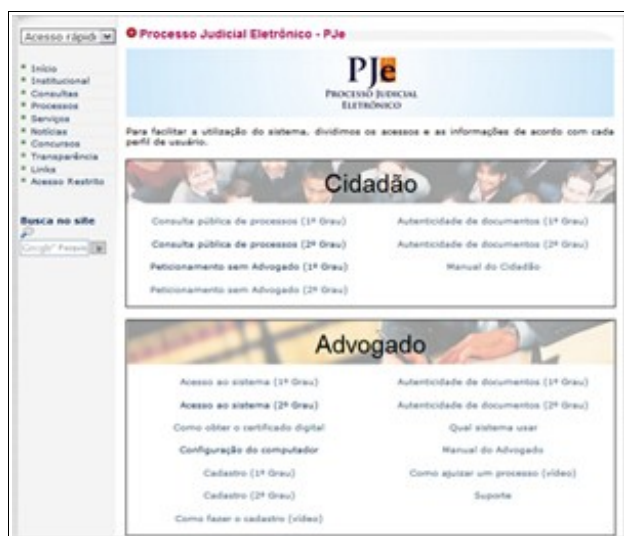 Acesso rápid
Início
Institucional
Consultas
Processos
Serviços
Notícias
Concursos
Transparência
Links
Acesso Restrito
Busca no site
Processo Judicial Eletrônico - PJe
PJe
PROCESSO JUDICIAL
ELETRÔNICO
Para facilitar a utilização do sistema, dividimos os acessos e as informações de acordo com cada
perfil de usuário.
Cidadão
Consulta pública de processos (1º Grau)
Consulta pública de processos (2º Grau)
Peticionamento sem Advogado (1º Grau)
Peticionamento sem Advogado (2º Grau)
Autenticidade de documentos (1º Grau)
Autenticidade de documentos (2º Grau)
Manual do Cidadão
Advogado
Acesso ao sistema (1º Grau)
Acesso ao sistema (2º Grau)
Como obter o certificado digital
Configuração do computador
Cadastro (1º Grau)
Cadastro (2º Grau)
Como fazer o cadastro (vídeo)
Autenticidade de documentos (1º Grau)
Autenticidade de documentos (2º Grau)
Qual sistema usar
Manual do Advogado
Como ajuizar um processo (vídeo)
Suporte